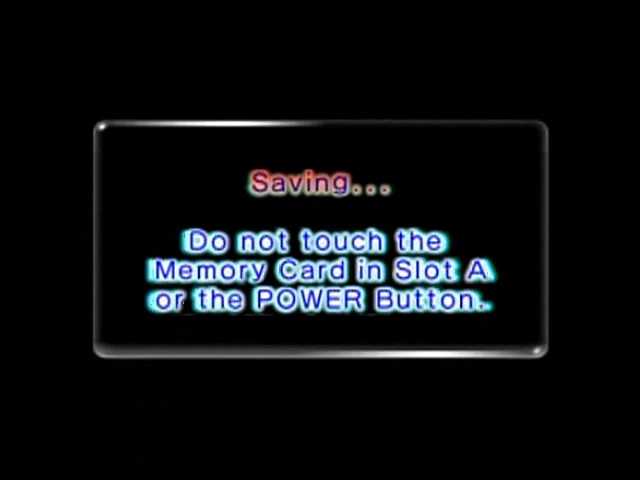 Saving...
Do not touch the
Memory Card in Slot A
or the POWER Button.